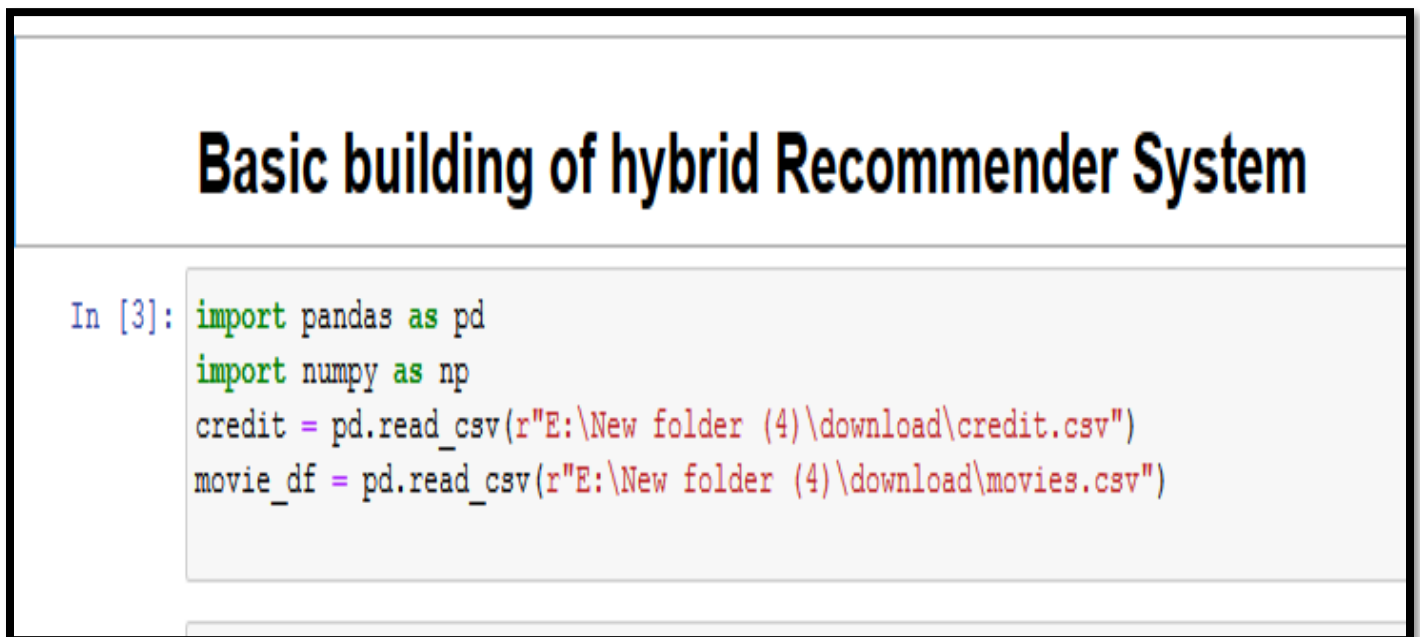 Basic building of hybrid Recommender System
In [3]: import pandas as pd
import numpy as np
credit = pd.read_csv(r"E:\New folder (4)\download\credit.csv")
movie_df = pd.read_csv(r"E:\New folder (4)\download\movies.csv")